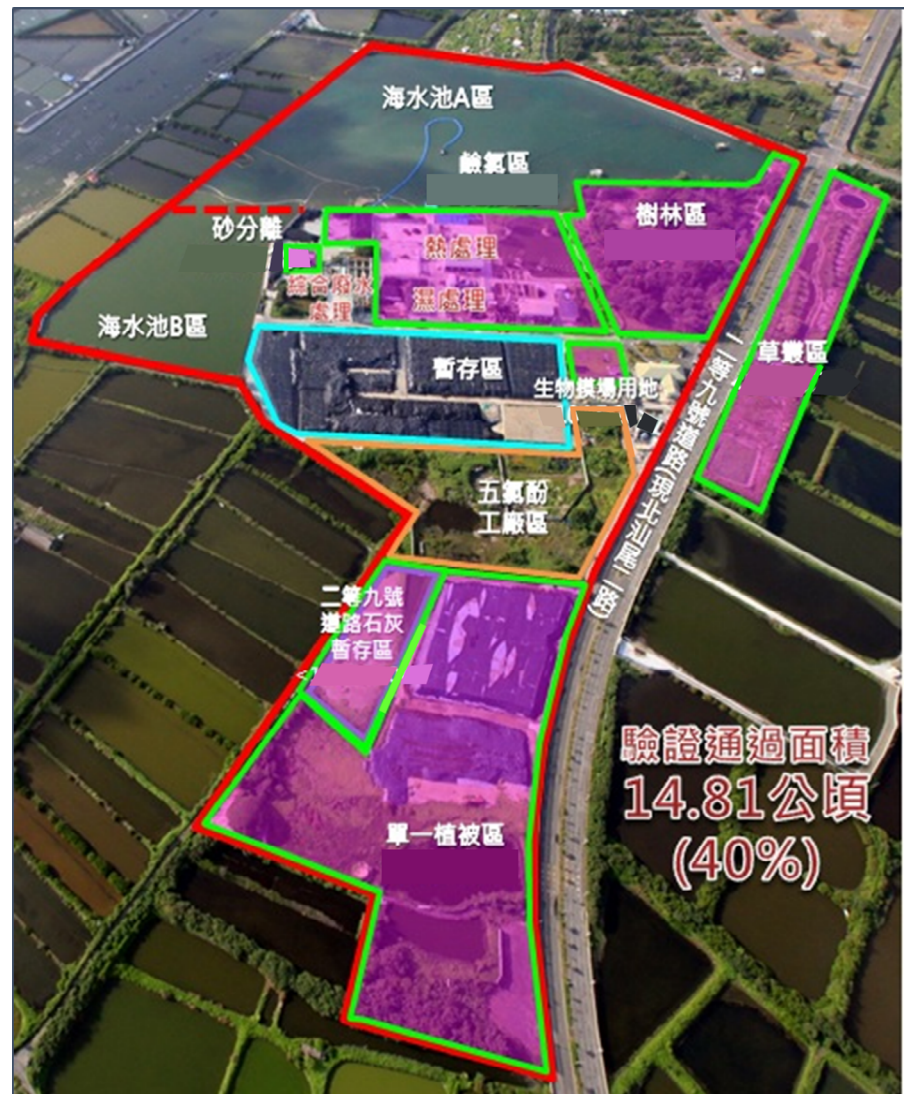 海水池A區
鹼氯區
樹林區
砂分離
熱處理
綜合廢水
處理
濕處理
海水池B區
草叢區
暫存區
生物摸場用地
二等九號道路(現北汕尾二路)
五氯酚
工廠區
二等九號
道路石灰
暫存區
驗證通過面積
14.81公頃
(40%)
單一植被區